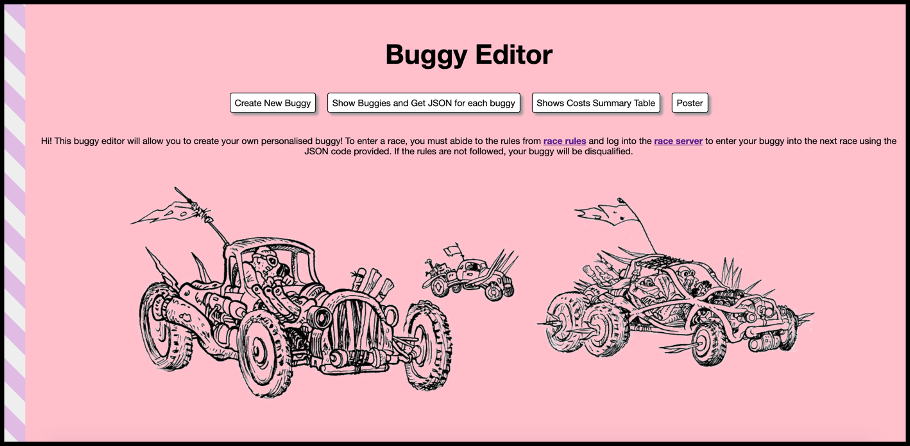 Buggy Editor
Create New Buggy Show Buggies and Get JSON for each buggy Shows Costs Summary Table Poster
Hi! This buggy editor will allow you to create your own personalised buggy! To enter a race, you must abide to the rules from race rules and log into the race server to enter your buggy into the next race using the
JSON code provided. If the rules are not followed, your buggy will be disqualified.